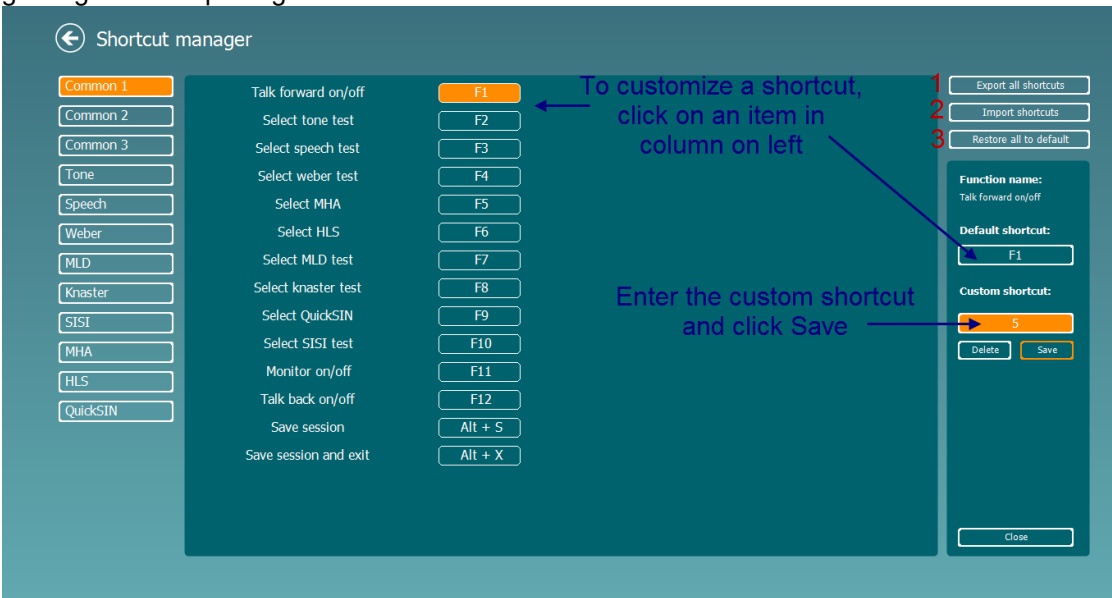 Shortcut manager
Common 1
Common 2
Common 3
Tone
Speech
Weber
MLD
Knaster
SISI
MHA
HLS
QuickSIN
Talk forward on/off F1
Select tone test F2
Select speech test F3
Select weber test F4
Select MHA F5
Select HLS F6
Select MLD test F7
Select knaster test F8
Select QuickSIN F9
Select SISI test F10
Monitor on/off F11
Talk back on/off F12
Save session Alt + S
Save session and exit Alt + X
To customize a shortcut,
click on an item in
column on left
Enter the custom shortcut
and click Save
1 Export all shortcuts
2 Import shortcuts
3 Restore all to default
Function name:
Talk forward on/off
Default shortcut:
F1
Custom shortcut:
5
Delete Save
Close